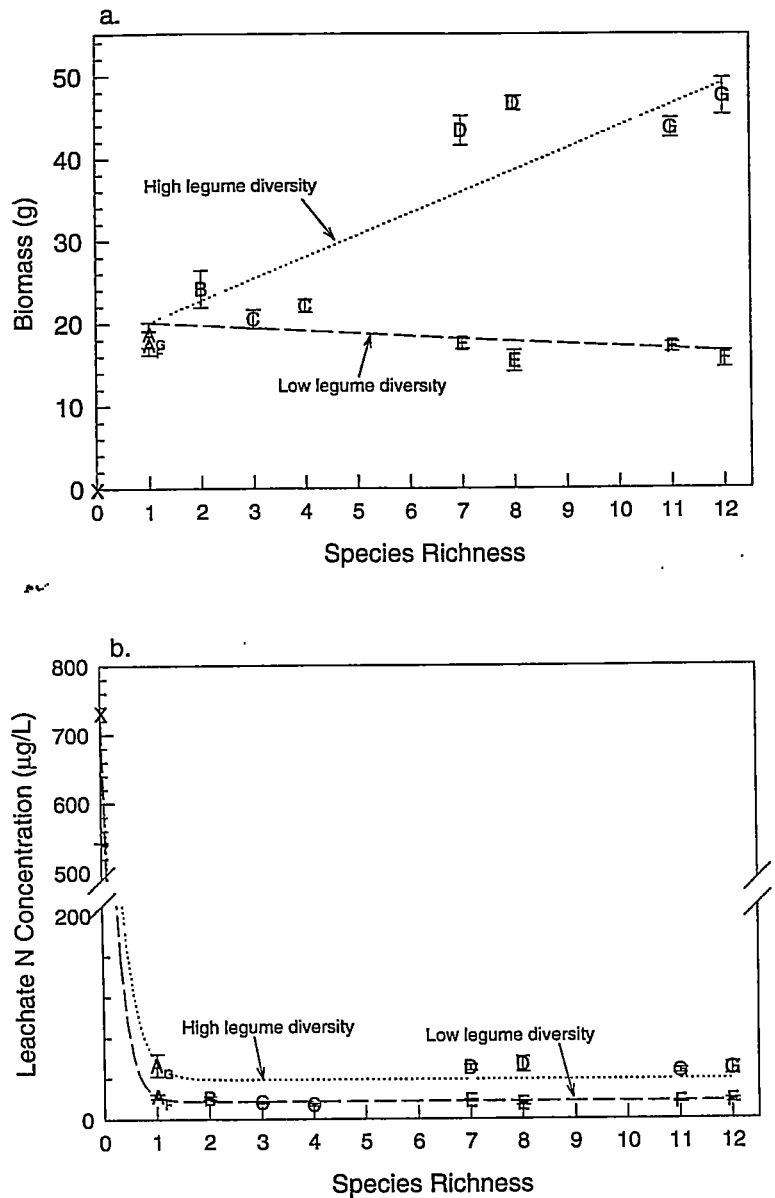 a.
50
40
30
20
10
0
Biomass (g)
High legume diversity
Low legume diversity
X
A
A
G
F
B
C
C
D
D
E
E
G
G
F
F
0 1 2 3 4 5 6 7 8 9 10 11 12
Species Richness
b.
800
700
600
500
200
0
Leachate N Concentration (µg/L)
High legume diversity
Low legume diversity
X
A
G
A
F
B
C
C
D
D
E
E
G
G
F
F
0 1 2 3 4 5 6 7 8 9 10 11 12
Species Richness